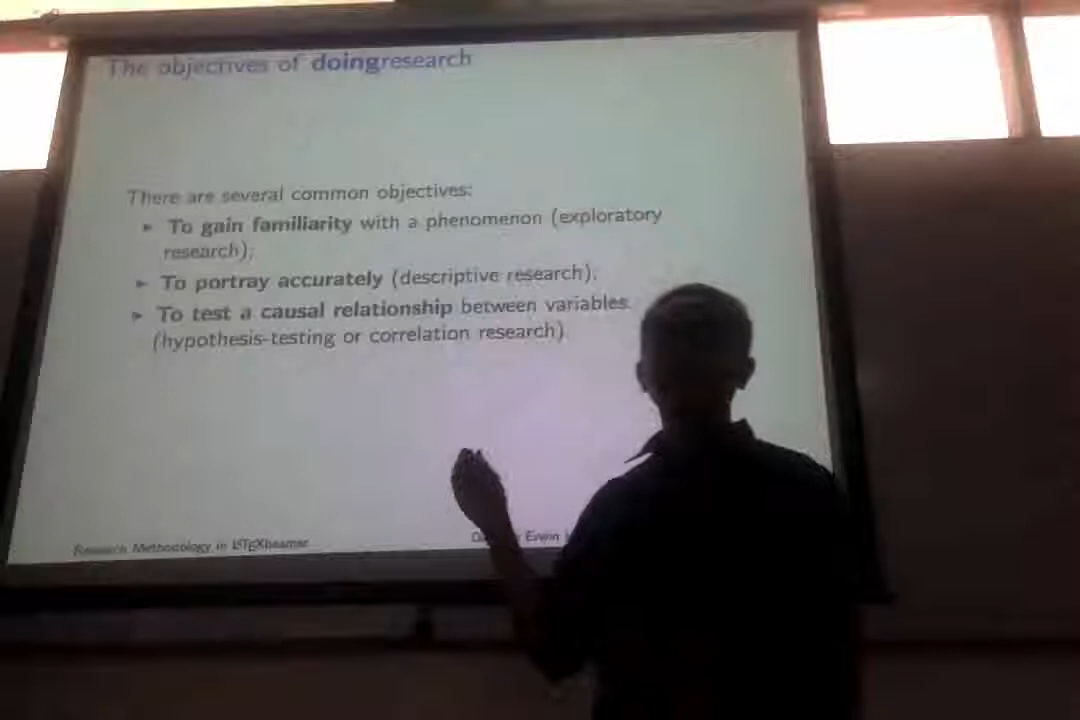 The objectives of doingresearch
There are several common objectives:
► To gain familiarity with a phenomenon (exploratory
research);
► To portray accurately (descriptive research);
► To test a causal relationship between variables
(hypothesis-testing or correlation research)
Research Methodology in LATEXbeamer
Erwin